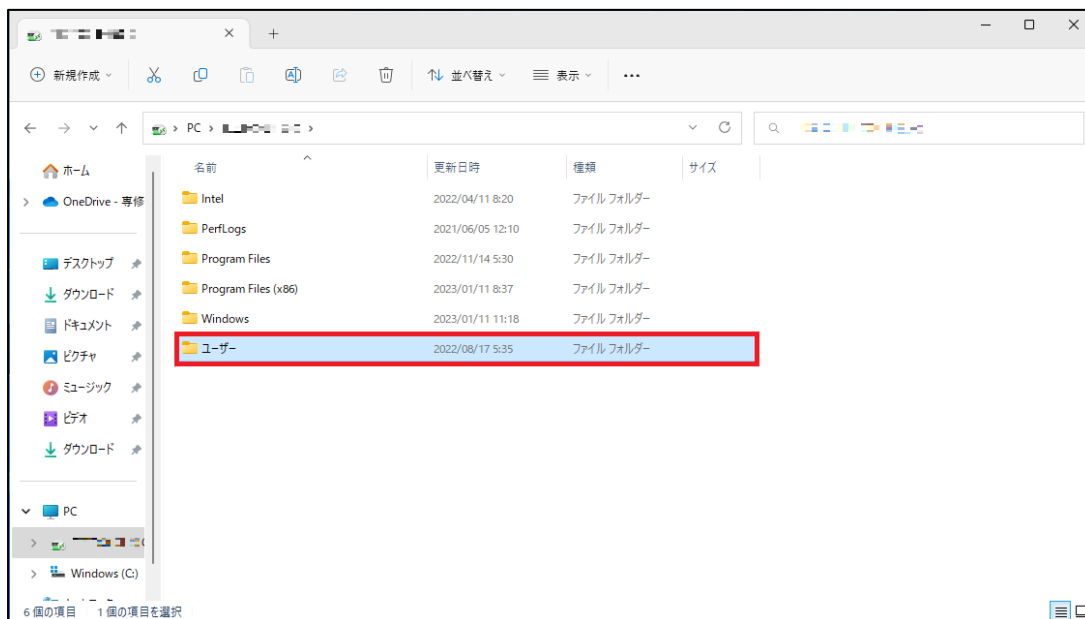 新規作成 並べ替え 表示
PC
名前 更新日時 種類 サイズ
ホーム
OneDrive - 専修
デスクトップ
ダウンロード
ドキュメント
ピクチャ
ミュージック
ビデオ
ダウンロード
PC
Windows (C:)
Intel 2022/04/11 8:20 ファイル フォルダー
PerfLogs 2021/06/05 12:10 ファイル フォルダー
Program Files 2022/11/14 5:30 ファイル フォルダー
Program Files (x86) 2023/01/11 8:37 ファイル フォルダー
Windows 2023/01/11 11:18 ファイル フォルダー
ユーザー 2022/08/17 5:35 ファイル フォルダー
6 個の項目 1 個の項目を選択